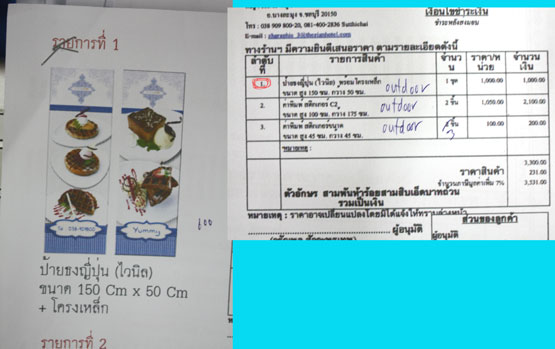 รายการที่ 1
Yummy
ป้ายธงญี่ปุ่น (ไวนิล)
ขนาด 150 Cm x 50 Cm
+ โครงเหล็ก
รายการที่ 2
อ.บางละมุง จ.ชลบุรี 20150
โทร : 038 909 800-20, 081-400-2836 Sutthichai
E-mail :
เงื่อนไขชำระเงิน
ทางร้านฯ มีความยินดีเสนอราคา ตามรายละเอียดดังนี้
ลำดับที่ รายการสินค้า จำนวน ราคา/หน่วย จำนวนเงิน
1. ป้ายธงญี่ปุ่น (ไวนิล) พร้อมโครงเหล็ก outdoor 1 ชุด 1,000.00 1,000.00
ขนาด สูง 150 ซม. กว้าง 50 ซม.
2. ค่าพิมพ์ สติกเกอร์ outdoor 2 ชิ้น 1,050.00 2,100.00
ขนาด สูง 100 ซม. กว้าง 175 ซม.
3. ค่าพิมพ์ สติกเกอร์ขนาด outdoor ชิ้น 3 100.00 200.00
ขนาด สูง 45 ซม. กว้าง 45 ซม.
หมายเหตุ :
3,300.00
ราคาสินค้า 231.00
จำนวนภาษีมูลค่าเพิ่ม 7% 3,531.00
ตัวอักษร สามพันห้าร้อยสามสิบเอ็ดบาทถ้วน
รวมเป็นเงิน
หมายเหตุ : ราคาอาจเปลี่ยนแปลงโดยมิได้แจ้งให้ทราบล่วงหน้า
ส่วนของลูกค้า
ผู้อนุมัติ
ผู้อนุมัติ